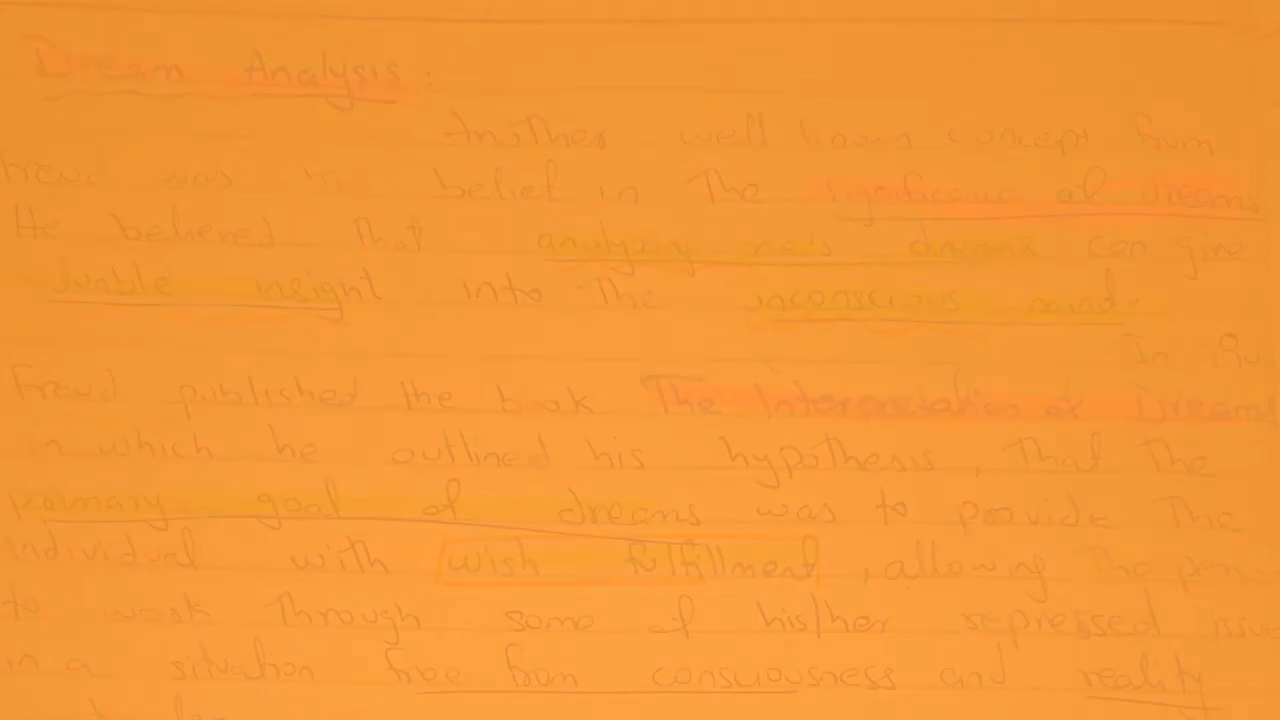 Dream Analysis:
Another well known concept from
Freud was his belief in the significance of dreams
He believed that analyzing one's dreams can give
insight into the inconscious mind.
In
Freud published the book The Interpretation of Dreams
in which he outlined his hypothesis, that the
primary goal of dreams was to provide the
individual with wish fulfillment, allowing the
to work through some of his/her repressed
in a situation free from consciousness and reality